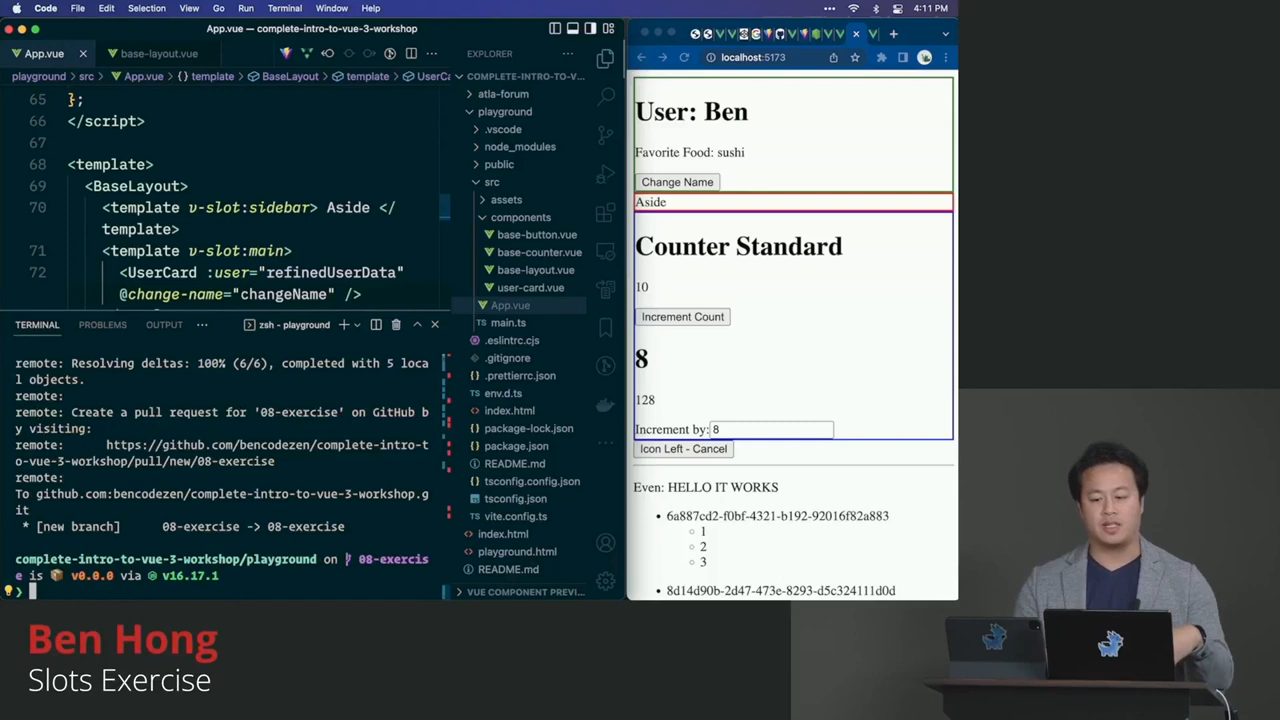 Code File Edit Selection View Go Run Terminal Window Help
4:11 PM
App.vue — complete-intro-to-vue-3-workshop
App.vue
base-layout.vue
playground > src > App.vue > {} template > BaseLayout > template > UserCa
65 };
66 </script>
67
68 <template>
69 <BaseLayout>
70 <template v-slot:sidebar> Aside </
template>
71 <template v-slot:main>
72 <UserCard :user="refinedUserData"
@change-name="changeName" />
TERMINAL PROBLEMS OUTPUT
zsh - playground
remote: Resolving deltas: 100% (6/6), completed with 5 loca
l objects.
remote:
remote: Create a pull request for '08-exercise' on GitHub b
y visiting:
remote: https://github.com/bencodezen/complete-intro-t
o-vue-3-workshop/pull/new/08-exercise
remote:
To github.com:bencodezen/complete-intro-to-vue-3-workshop.g
it
* [new branch] 08-exercise -> 08-exercise
complete-intro-to-vue-3-workshop/playground on 08-exercis
e is v0.0.0 via v16.17.1
EXPLORER
COMPLETE-INTRO-TO-V...
atla-forum
playground
.vscode
node_modules
public
src
assets
components
base-button.vue
base-counter.vue
base-layout.vue
user-card.vue
App.vue
main.ts
.eslintrc.cjs
.gitignore
.prettierrc.json
env.d.ts
index.html
package-lock.json
package.json
README.md
tsconfig.config.json
tsconfig.json
vite.config.ts
index.html
playground.html
README.md
VUE COMPONENT PREVI...
localhost:5173
User: Ben
Favorite Food: sushi
Change Name
Aside
Counter Standard
10
Increment Count
8
128
Increment by: 8
Icon Left - Cancel
Even: HELLO IT WORKS
6a887cd2-f0bf-4321-b192-92016f82a883
1
2
3
8d14d90b-2d47-473e-8293-d5c324111d0d
Ben Hong
Slots Exercise